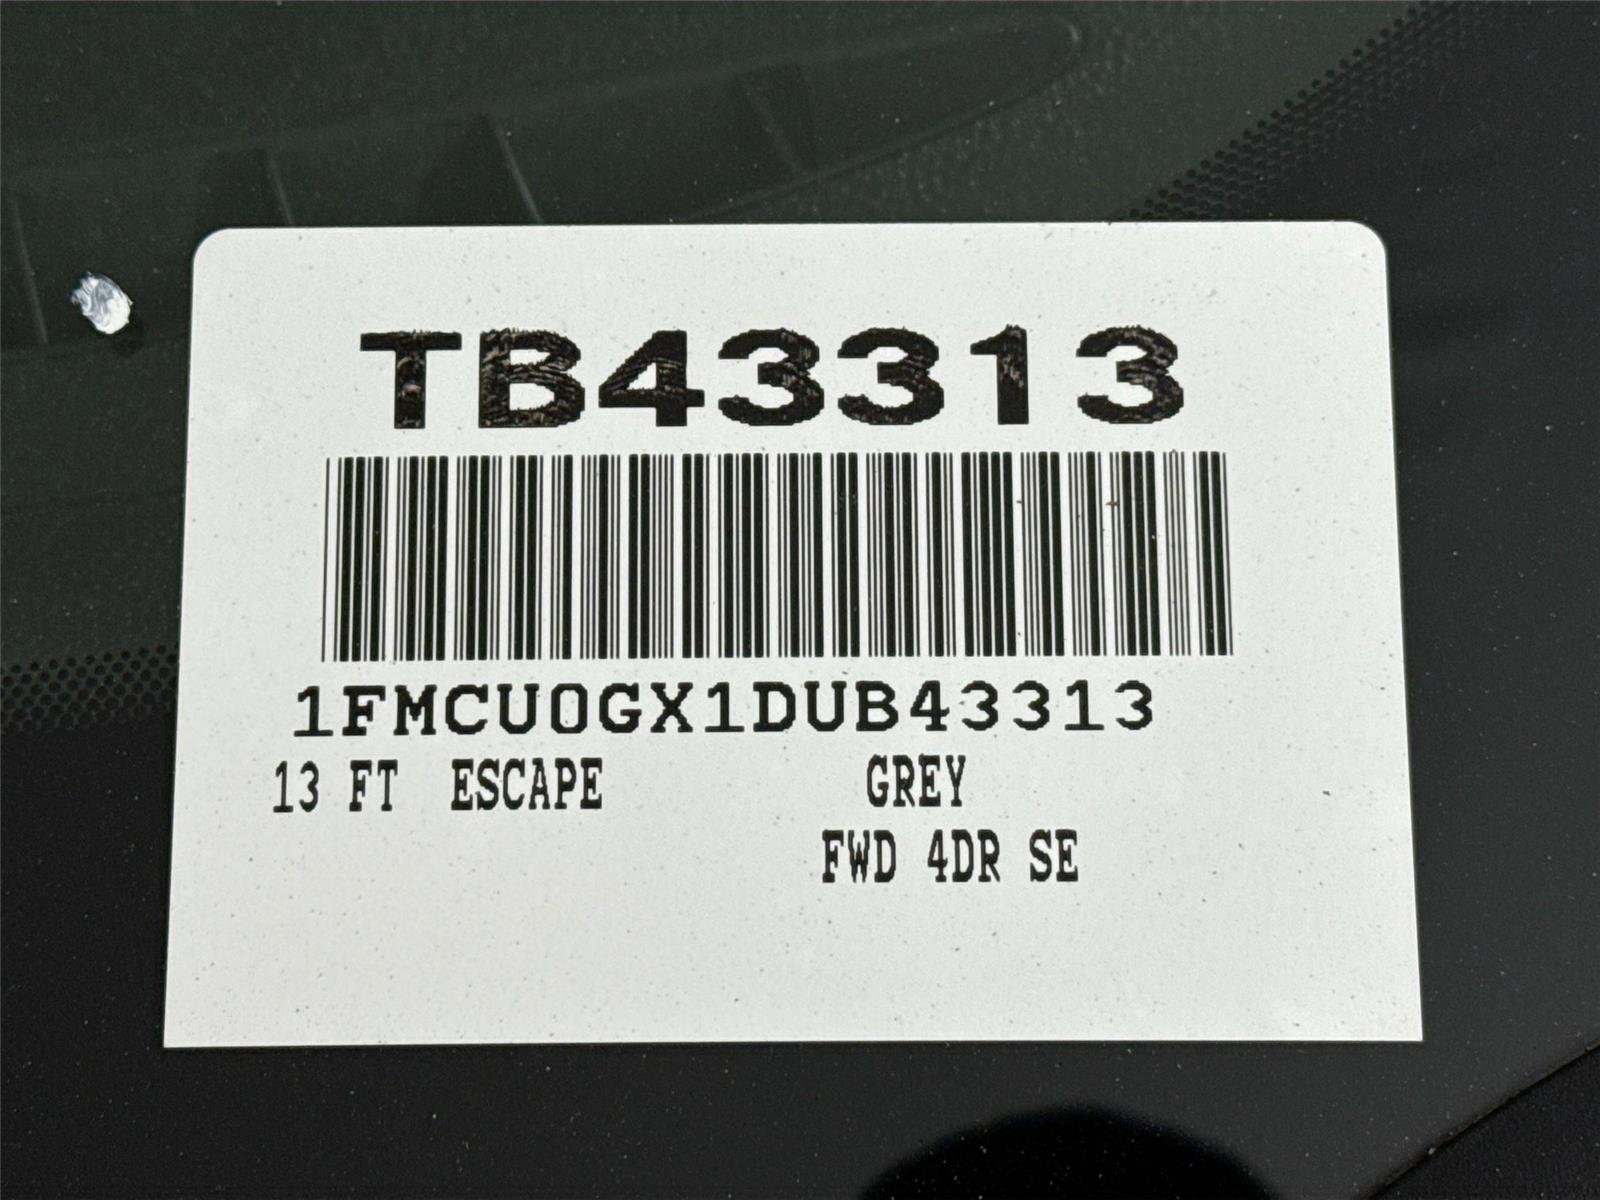 TB43313
1FMCU0GX1DUB43313
13 FT ESCAPE GREY
FWD 4DR SE